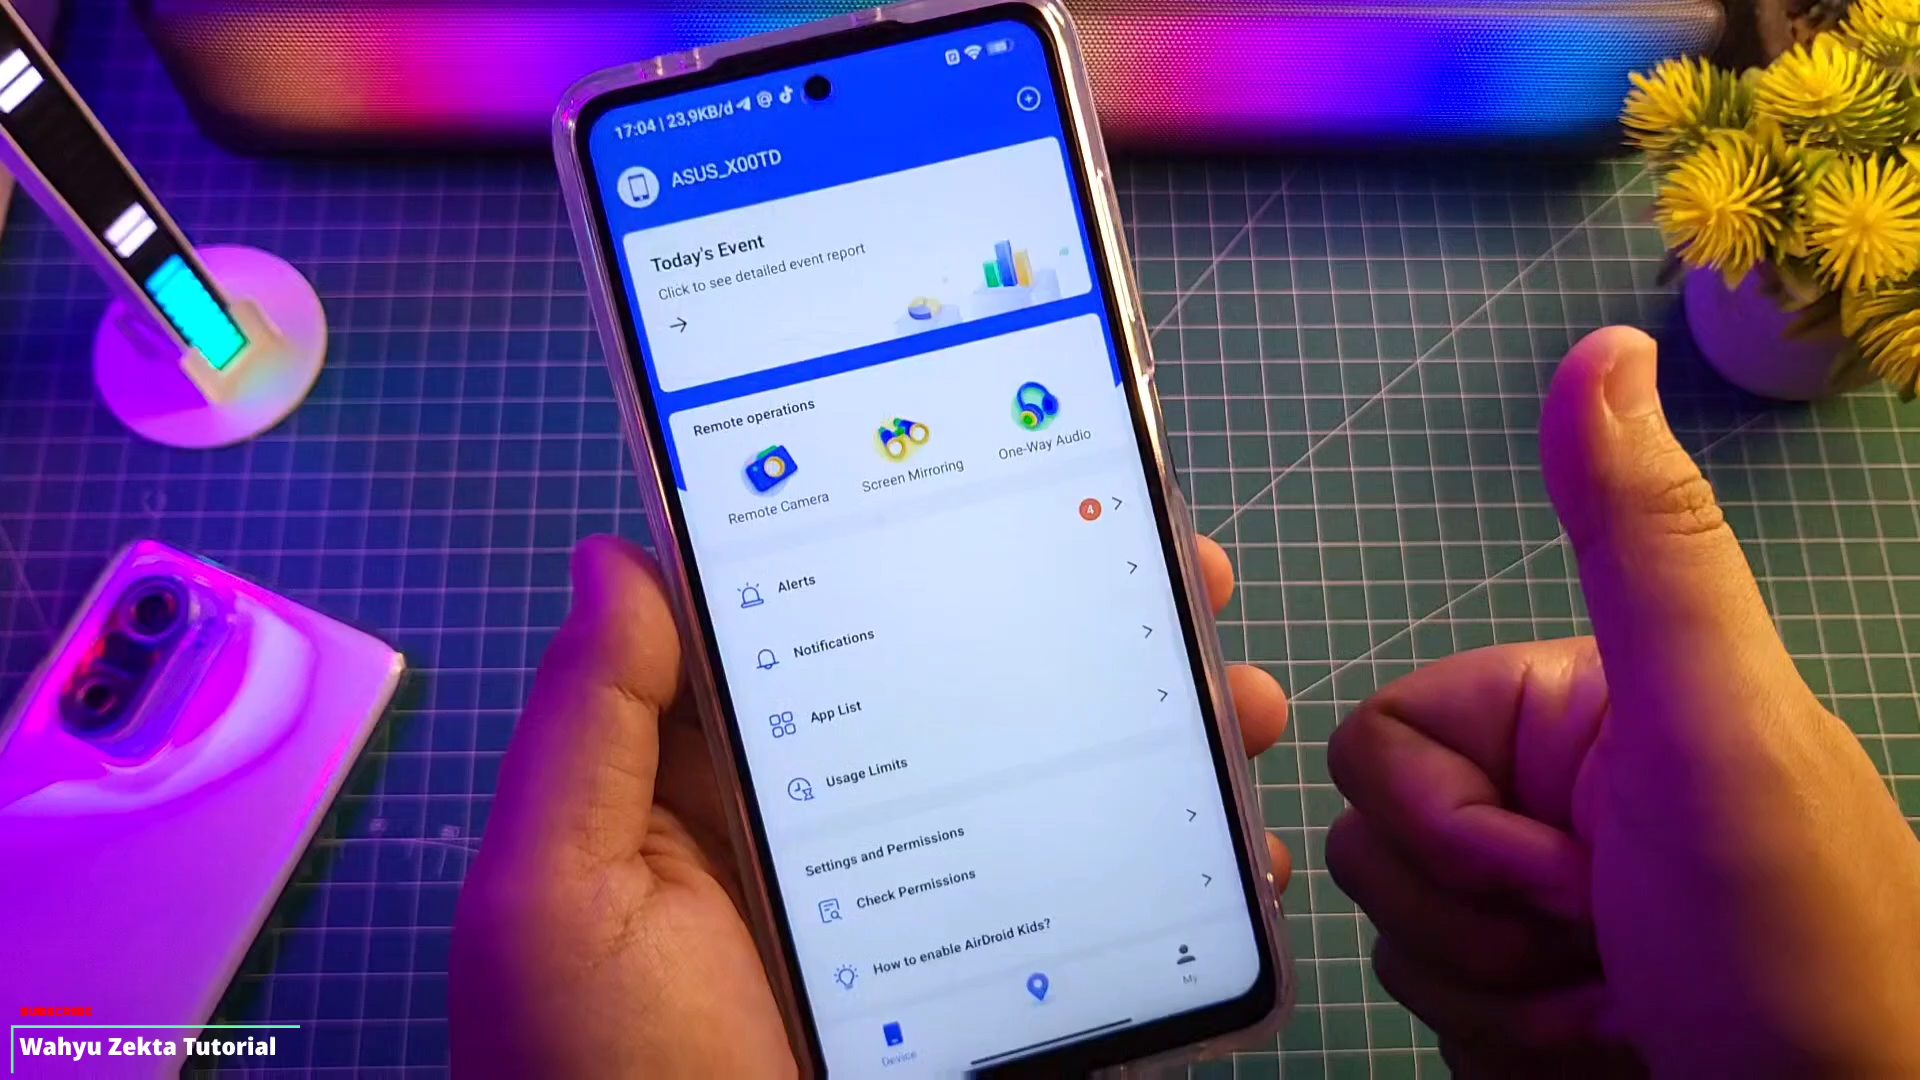 17:04 | 23,9KB/d
ASUS_X00TD
Today's Event
Click to see detailed event report
Remote operations
Remote Camera
Screen Mirroring
One-Way Audio
4
Alerts
Notifications
App List
Usage Limits
Settings and Permissions
Check Permissions
How to enable AirDroid Kids?
Device
My
SUBSCRIBE
Wahyu Zekta Tutorial